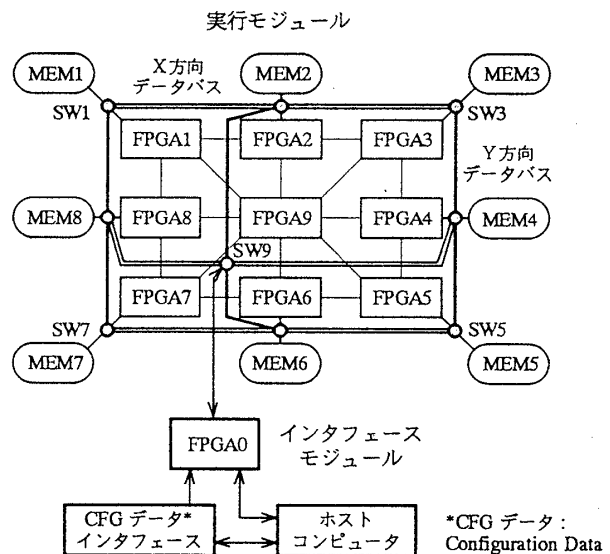 実行モジュール
MEM1
X方向
データバス
MEM2
MEM3
SW1
SW3
FPGA1
FPGA2
FPGA3
Y方向
データバス
MEM8
FPGA8
FPGA9
FPGA4
MEM4
SW9
FPGA7
FPGA6
FPGA5
SW7
SW5
MEM7
MEM6
MEM5
FPGA0
インタフェース
モジュール
CFG データ*
インタフェース
ホスト
コンピュータ
*CFG データ:
Configuration Data